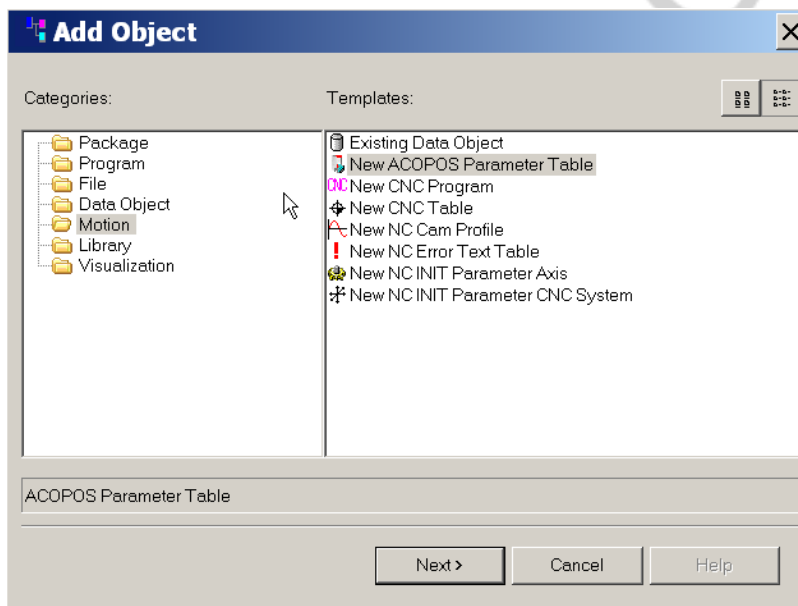 Add Object
Categories:
Templates:
Package
Program
File
Data Object
Motion
Library
Visualization
Existing Data Object
New ACOPOS Parameter Table
CNC New CNC Program
New CNC Table
New NC Cam Profile
! New NC Error Text Table
New NC INIT Parameter Axis
New NC INIT Parameter CNC System
ACOPOS Parameter Table
Next >
Cancel
Help